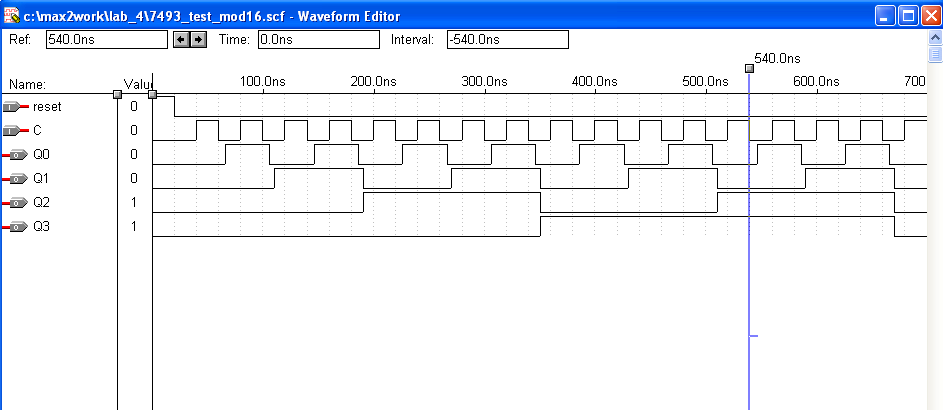 c:\max2work\lab_4\7493_test_mod16.scf - Waveform Editor
Ref: 540.0ns Time: 0.0ns Interval: -540.0ns
540.0ns
Name: Valu 100.0ns 200.0ns 300.0ns 400.0ns 500.0ns 600.0ns 700.
reset 0
C 0
Q0 0
Q1 0
Q2 1
Q3 1